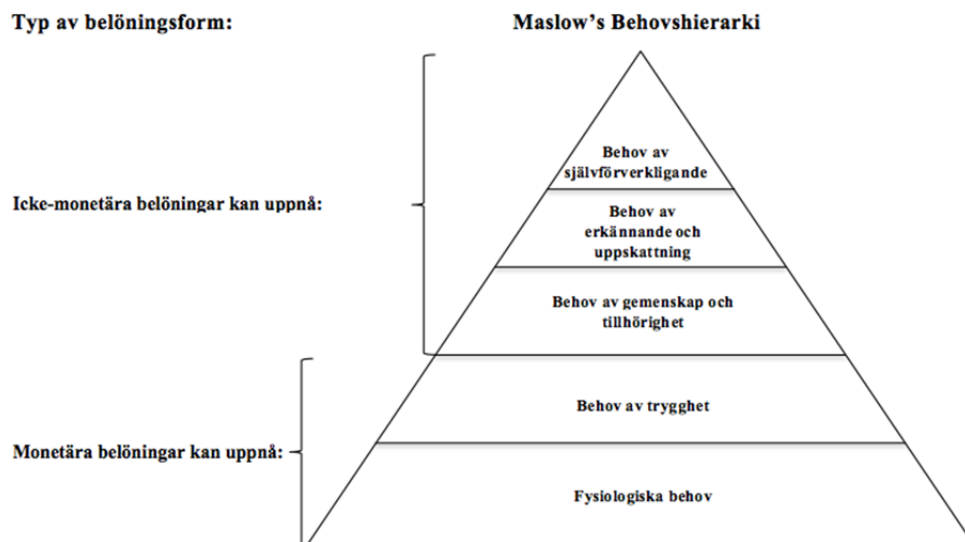 Typ av belöningsform:
Maslow's Behovshierarki
Behov av
självförverkligande
Icke-monetära belöningar kan uppnå:
Behov av
erkännande och
uppskattning
Behov av gemenskap och
tillhörighet
Behov av trygghet
Monetära belöningar kan uppnå:
Fysiologiska behov